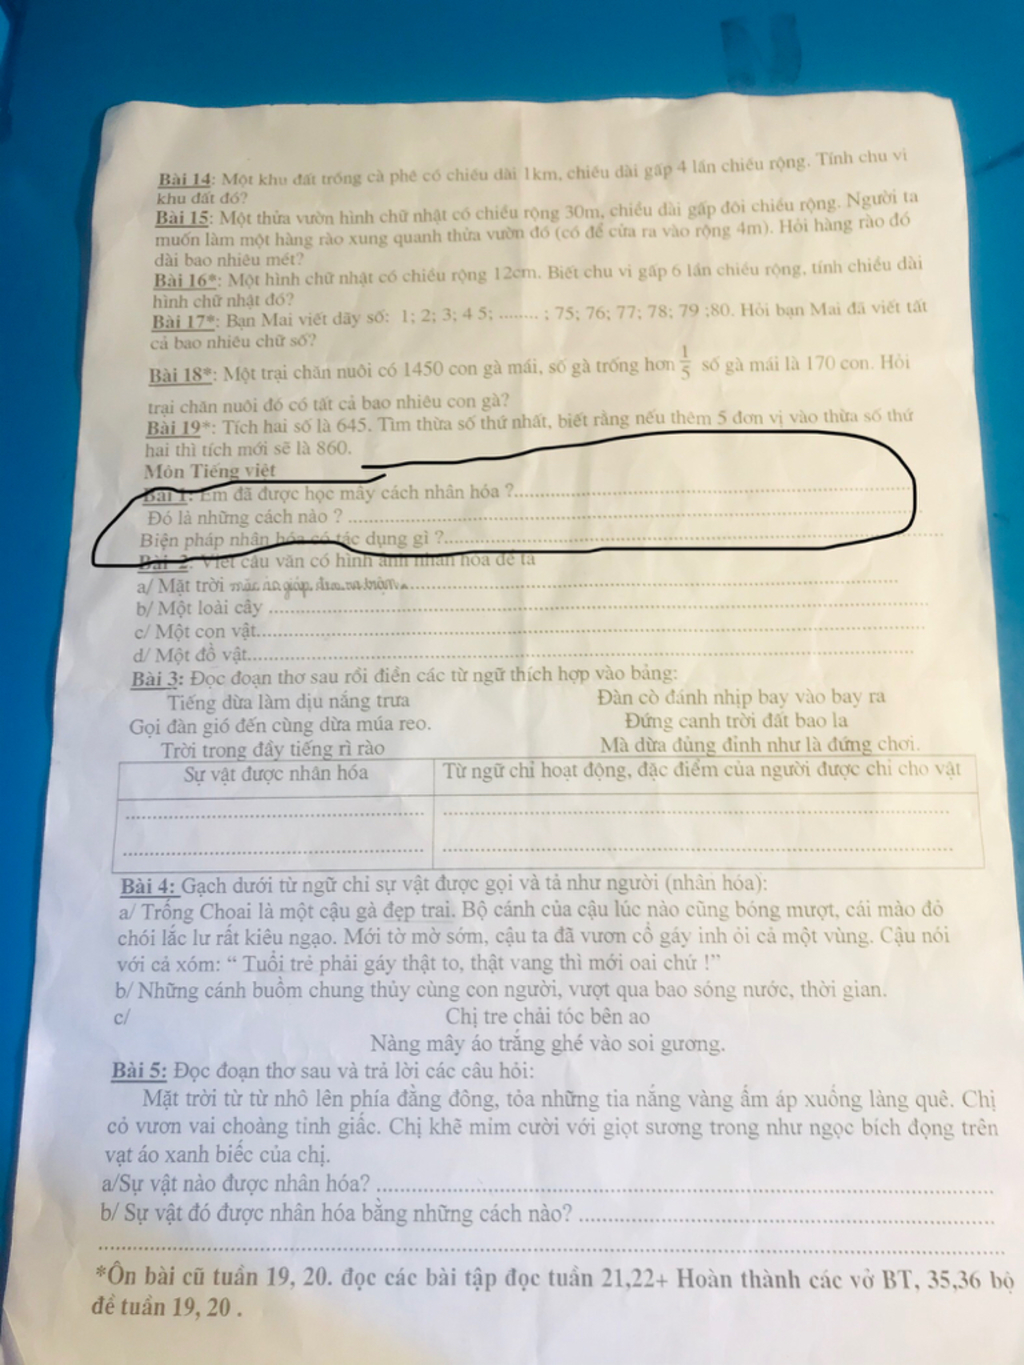 Bài 14: Một khu đất trồng cà phê có chiều dài 1km, chiều dài gấp 4 lần chiều rộng. Tính chu vi
khu đất đó?
Bài 15: Một thửa vườn hình chữ nhật có chiều rộng 30m, chiều dài gấp đôi chiều rộng. Người ta
muốn làm một hàng rào xung quanh thửa vườn đó (có để cửa ra vào rộng 4m). Hỏi hàng rào đó
dài bao nhiêu mét?
Bài 16*: Một hình chữ nhật có chiều rộng 12cm. Biết chu vi gấp 6 lần chiều rộng, tính chiều dài
hình chữ nhật đó?
Bài 17*: Bạn Mai viết dãy số: 1; 2; 3; 4 5; ........ ; 75; 76; 77; 78; 79 ;80. Hỏi bạn Mai đã viết tất
cả bao nhiêu chữ số?
Bài 18*: Một trại chăn nuôi có 1450 con gà mái, số gà trống hơn 1/5 số gà mái là 170 con. Hỏi
trại chăn nuôi đó có tất cả bao nhiêu con gà?
Bài 19*: Tích hai số là 645. Tìm thừa số thứ nhất, biết rằng nếu thêm 5 đơn vị vào thừa số thứ
hai thì tích mới sẽ là 860.
Môn Tiếng việt
Bài 1: Em đã được học mấy cách nhân hóa ?...............
Đó là những cách nào ? ...............
Biện pháp nhân hóa có tác dụng gì ?...............
Bài 2: Viết câu văn có hình ảnh nhân hóa để tả
a/ Mặt trời mặc áo giáp, đưa ra trận...............
b/ Một loài cây ...............
c/ Một con vật...............
d/ Một đồ vật...............
Bài 3: Đọc đoạn thơ sau rồi điền các từ ngữ thích hợp vào bảng:
Tiếng dừa làm dịu nắng trưa
Gọi đàn gió đến cùng dừa múa reo.
Trời trong đầy tiếng rì rào
Đàn cò đánh nhịp bay vào bay ra
Đứng canh trời đất bao la
Mà dừa đủng đỉnh như là đứng chơi.
Sự vật được nhân hóa
Từ ngữ chỉ hoạt động, đặc điểm của người được chỉ cho vật
Bài 4: Gạch dưới từ ngữ chỉ sự vật được gọi và tả như người (nhân hóa):
a/ Trống Choai là một cậu gà đẹp trai. Bộ cánh của cậu lúc nào cũng bóng mượt, cái mào đỏ
chói lắc lư rất kiêu ngạo. Mới tờ mờ sớm, cậu ta đã vươn cổ gáy inh ỏi cả một vùng. Cậu nói
với cả xóm: “ Tuổi trẻ phải gáy thật to, thật vang thì mới oai chứ !”
b/ Những cánh buồm chung thủy cùng con người, vượt qua bao sóng nước, thời gian.
c/ Chị tre chải tóc bên ao
Nàng mây áo trắng ghé vào soi gương.
Bài 5: Đọc đoạn thơ sau và trả lời các câu hỏi:
Mặt trời từ từ nhô lên phía đằng đông, tỏa những tia nắng vàng ấm áp xuống làng quê. Chị
cỏ vươn vai choàng tỉnh giấc. Chị khẽ mỉm cười với giọt sương trong như ngọc bích đọng trên
vạt áo xanh biếc của chị.
a/Sự vật nào được nhân hóa? ...............
b/ Sự vật đó được nhân hóa bằng những cách nào? ...............
*Ôn bài cũ tuần 19, 20. đọc các bài tập đọc tuần 21,22+ Hoàn thành các vở BT, 35,36 bộ
đề tuần 19, 20 .